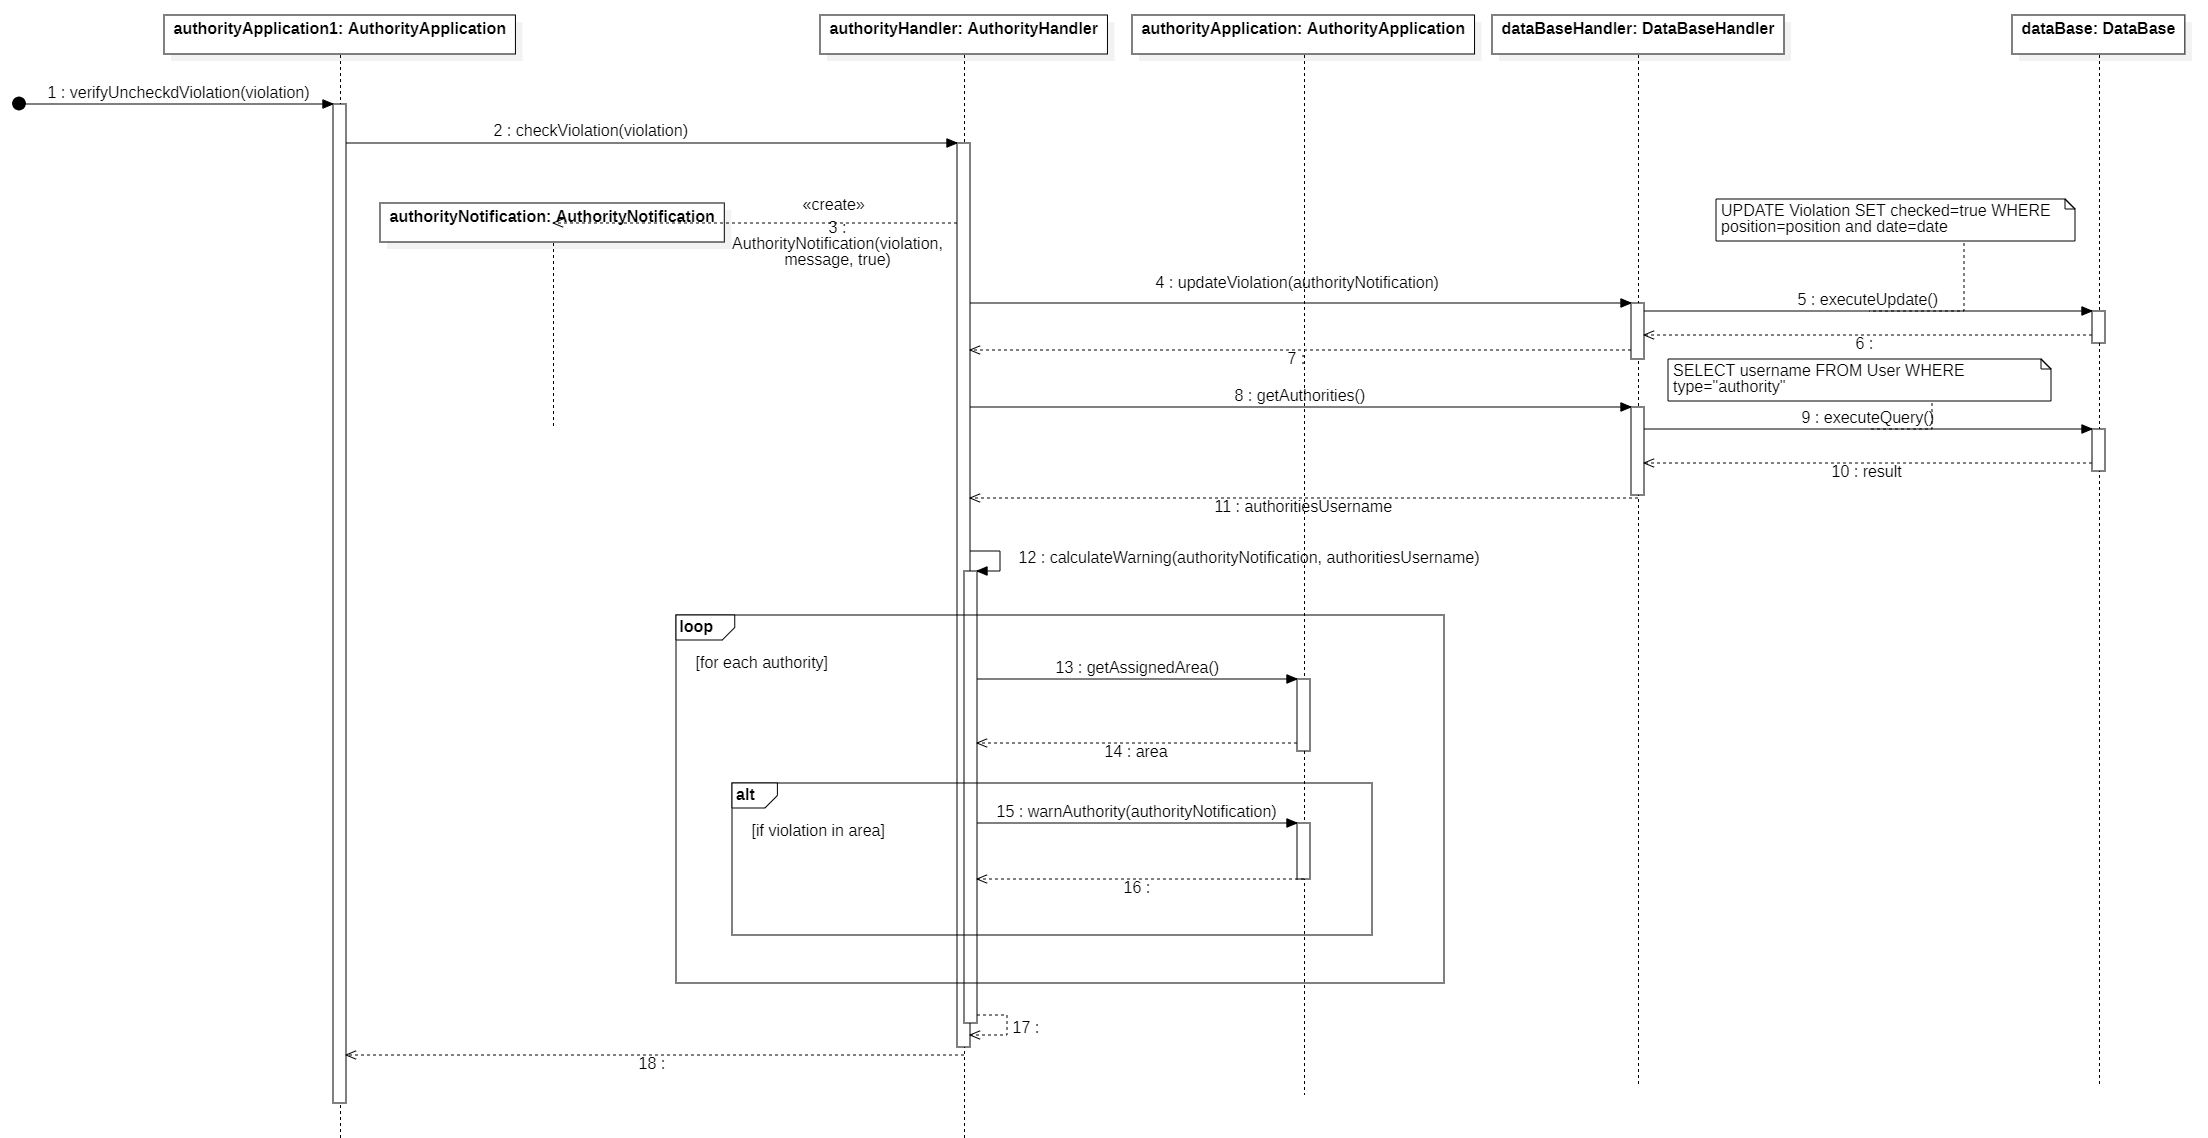 authorityApplication1: AuthorityApplication
authorityHandler: AuthorityHandler
authorityApplication: AuthorityApplication
dataBaseHandler: DataBaseHandler
dataBase: DataBase
1 : verifyUncheckdViolation(violation)
2 : checkViolation(violation)
authorityNotification: AuthorityNotification
«create»
3 :
AuthorityNotification(violation,
message, true)
UPDATE Violation SET checked=true WHERE
position=position and date=date
4 : updateViolation(authorityNotification)
5 : executeUpdate()
6 :
7 :
SELECT username FROM User WHERE
type="authority"
8 : getAuthorities()
9 : executeQuery()
10 : result
11 : authoritiesUsername
12 : calculateWarning(authorityNotification, authoritiesUsername)
loop
[for each authority]
13 : getAssignedArea()
14 : area
alt
[if violation in area]
15 : warnAuthority(authorityNotification)
16 :
17 :
18 :